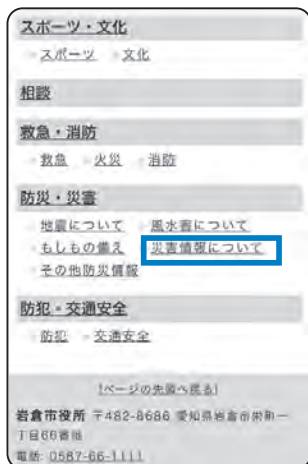 スポーツ・文化
スポーツ 文化
相談
救急・消防
救急 火災 消防
防災・災害
地震について 風水害について
もしもの備え 災害情報について
その他防災情報
防犯・交通安全
防犯 交通安全
↑ページの先頭へ戻る↑
岩倉市役所 〒482-8686 愛知県岩倉市栄町一
丁目66番地
電話: 0587-66-1111